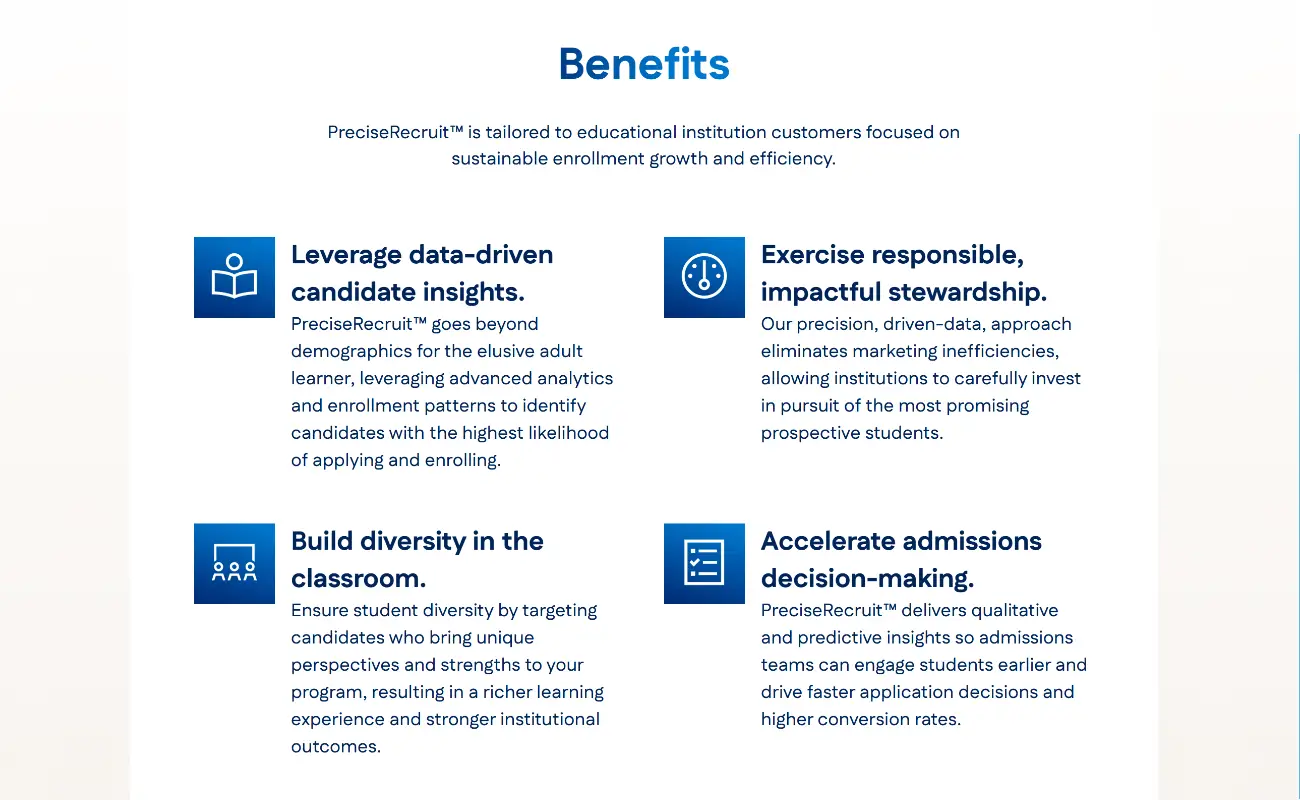 Benefits
PreciseRecruit™ is tailored to educational institution customers focused on
sustainable enrollment growth and efficiency.
Leverage data-driven
candidate insights.
PreciseRecruit™ goes beyond
demographics for the elusive adult
learner, leveraging advanced analytics
and enrollment patterns to identify
candidates with the highest likelihood
of applying and enrolling.
Exercise responsible,
impactful stewardship.
Our precision, driven-data, approach
eliminates marketing inefficiencies,
allowing institutions to carefully invest
in pursuit of the most promising
prospective students.
Build diversity in the
classroom.
Ensure student diversity by targeting
candidates who bring unique
perspectives and strengths to your
program, resulting in a richer learning
experience and stronger institutional
outcomes.
Accelerate admissions
decision-making.
PreciseRecruit™ delivers qualitative
and predictive insights so admissions
teams can engage students earlier and
drive faster application decisions and
higher conversion rates.